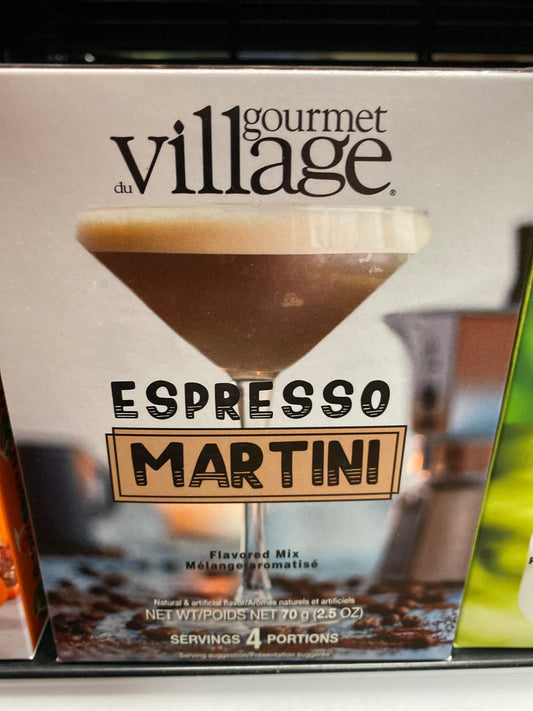 gourmet
du village®
ESPRESSO
MARTINI
Flavored Mix
Mélange aromatisé
Natural & artificial flavor/Arômes naturels et artificiels
NET WT/POIDS NET 70 g (2.5 OZ)
SERVINGS 4 PORTIONS
Serving suggestion/Présentation suggérée